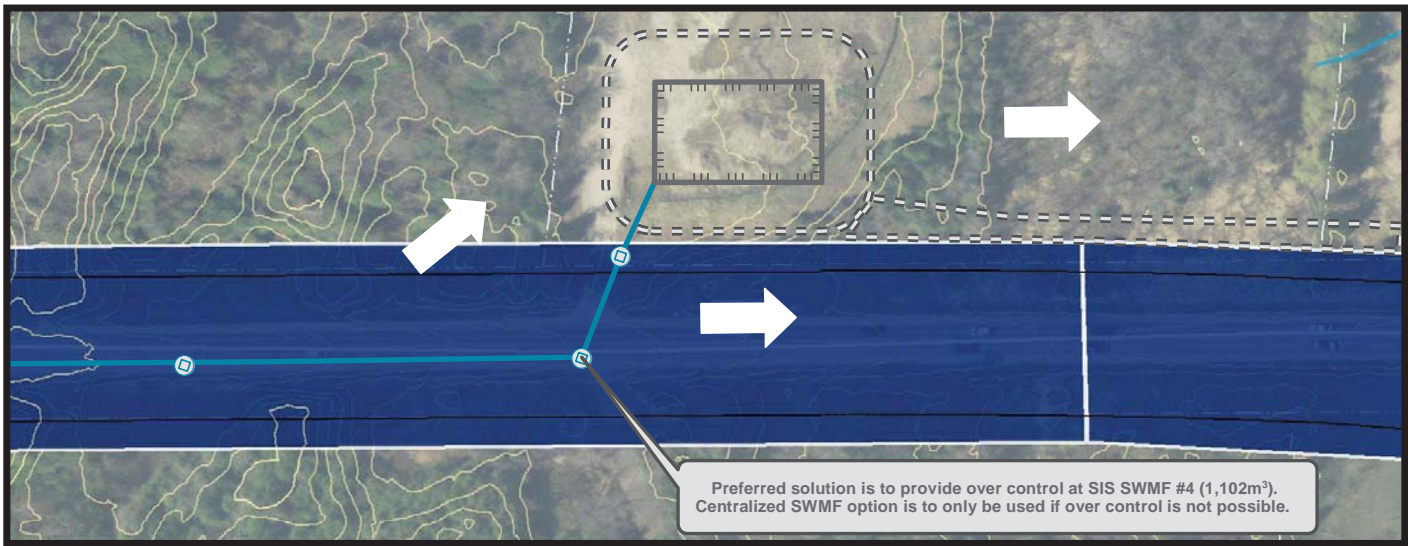 Preferred solution is to provide over control at SIS SWMF #4 (1,102m³).
Centralized SWMF option is to only be used if over control is not possible.